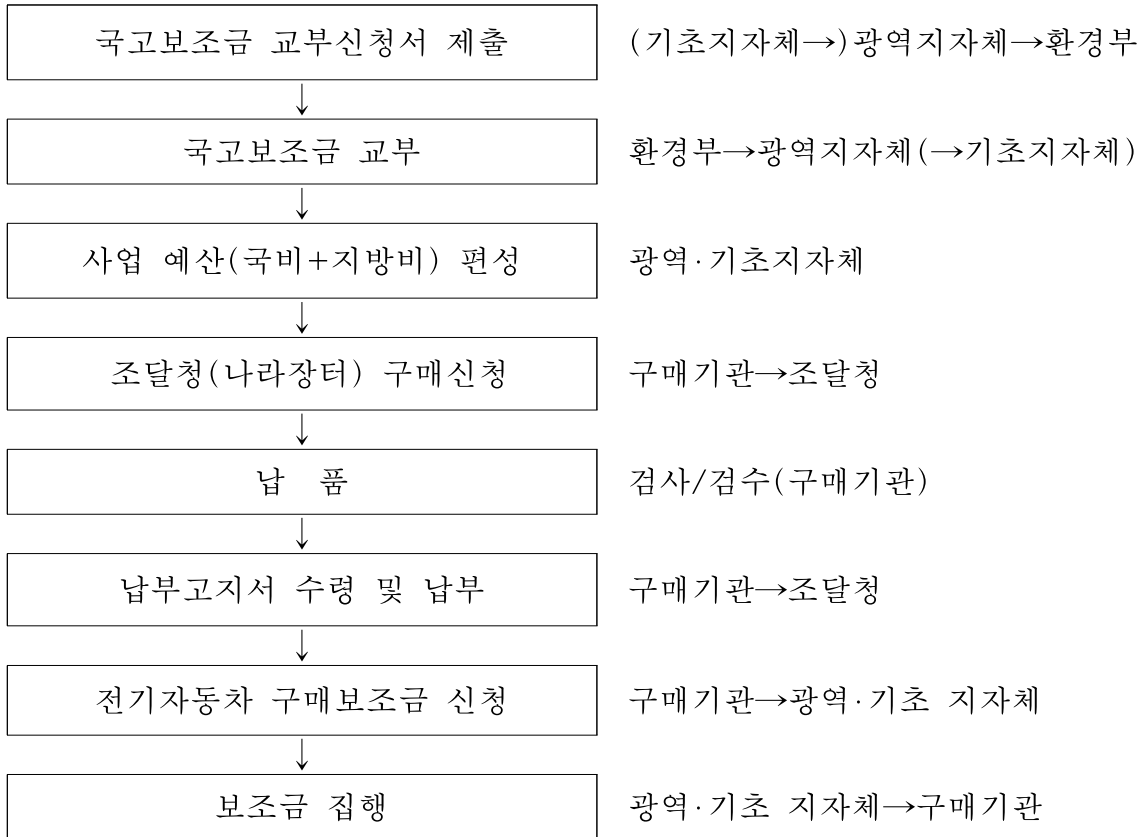 국고보조금 교부신청서 제출 (기초지자체→)광역지자체→환경부
↓
국고보조금 교부 환경부→광역지자체(→기초지자체)
↓
사업 예산(국비+지방비) 편성 광역·기초지자체
↓
조달청(나라장터) 구매신청 구매기관→조달청
↓
납 품 검사/검수(구매기관)
↓
납부고지서 수령 및 납부 구매기관→조달청
↓
전기자동차 구매보조금 신청 구매기관→광역·기초 지자체
↓
보조금 집행 광역·기초 지자체→구매기관